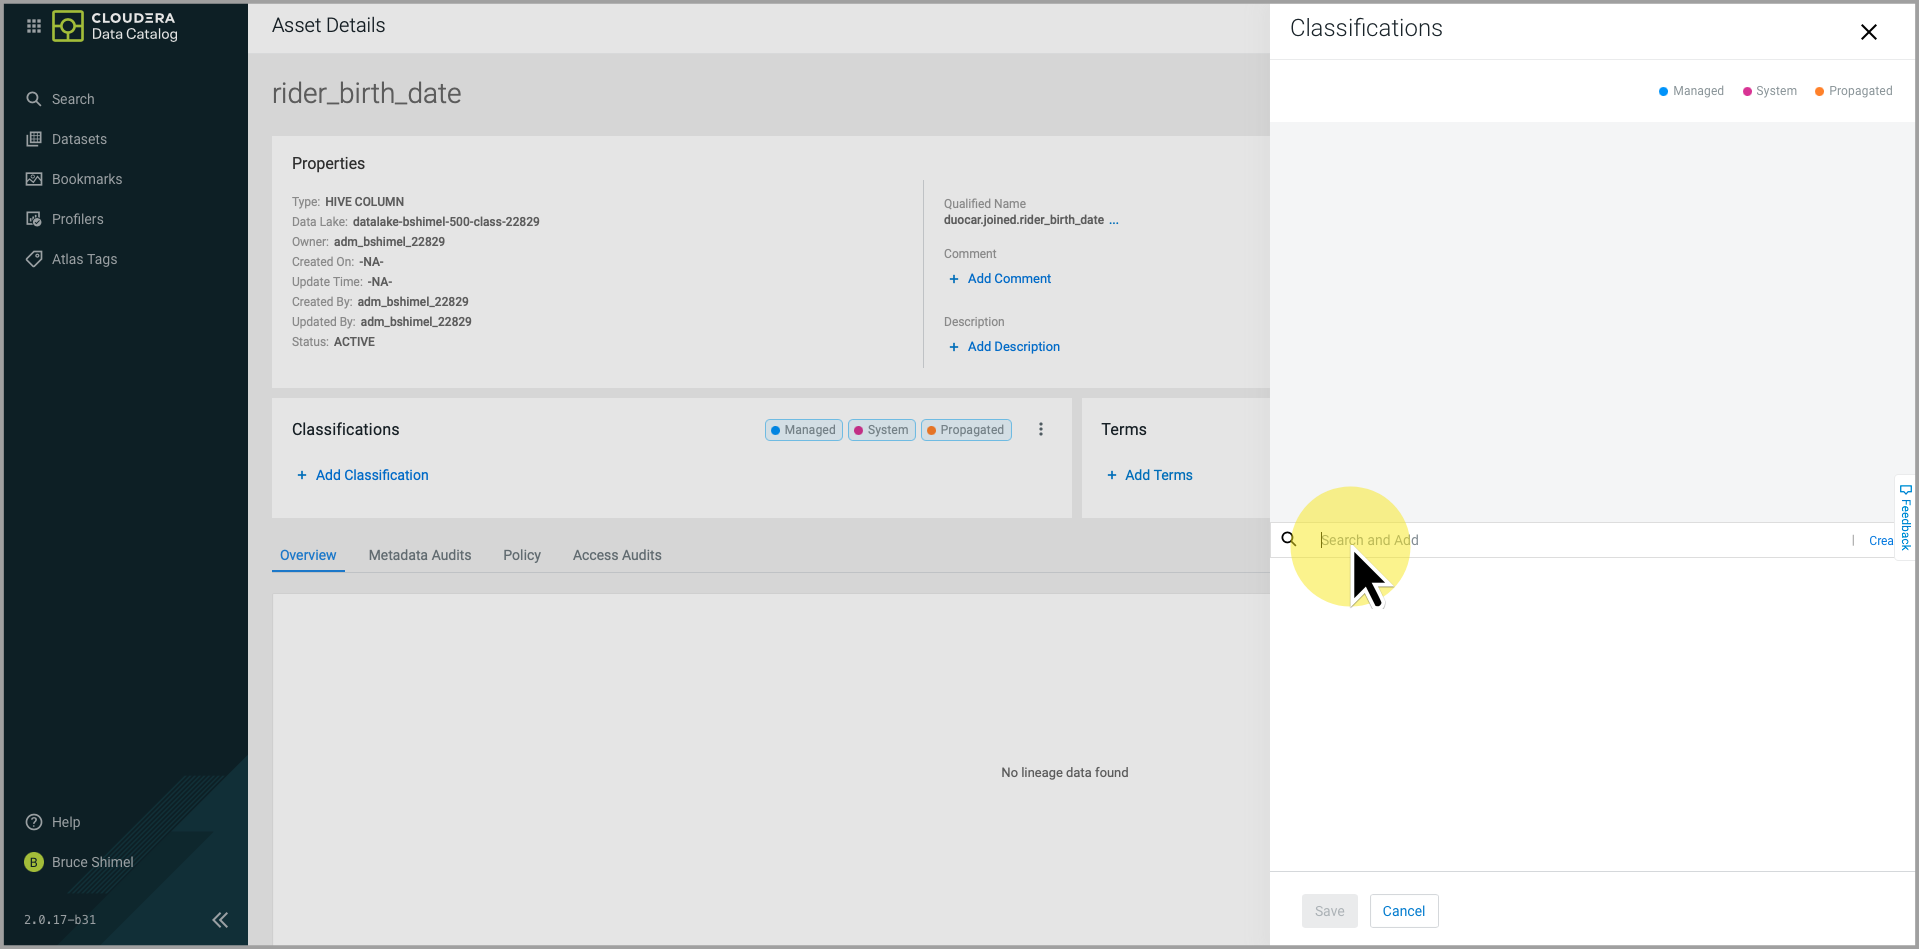 CLOUDERA
Data Catalog
Search
Datasets
Bookmarks
Profilers
Atlas Tags
Help
B Bruce Shimel
2.0.17-b31
Asset Details
rider_birth_date
Properties
Type: HIVE COLUMN
Data Lake: datalake-bshimel-500-class-22829
Owner: adm_bshimel_22829
Created On: -NA-
Update Time: -NA-
Created By: adm_bshimel_22829
Updated By: adm_bshimel_22829
Status: ACTIVE
Qualified Name
duocar.joined.rider_birth_date ...
Comment
+ Add Comment
Description
+ Add Description
Classifications
Managed System Propagated
+ Add Classification
Terms
+ Add Terms
Overview Metadata Audits Policy Access Audits
No lineage data found
Classifications
Managed System Propagated
Search and Add | Crea
Feedback
Save Cancel